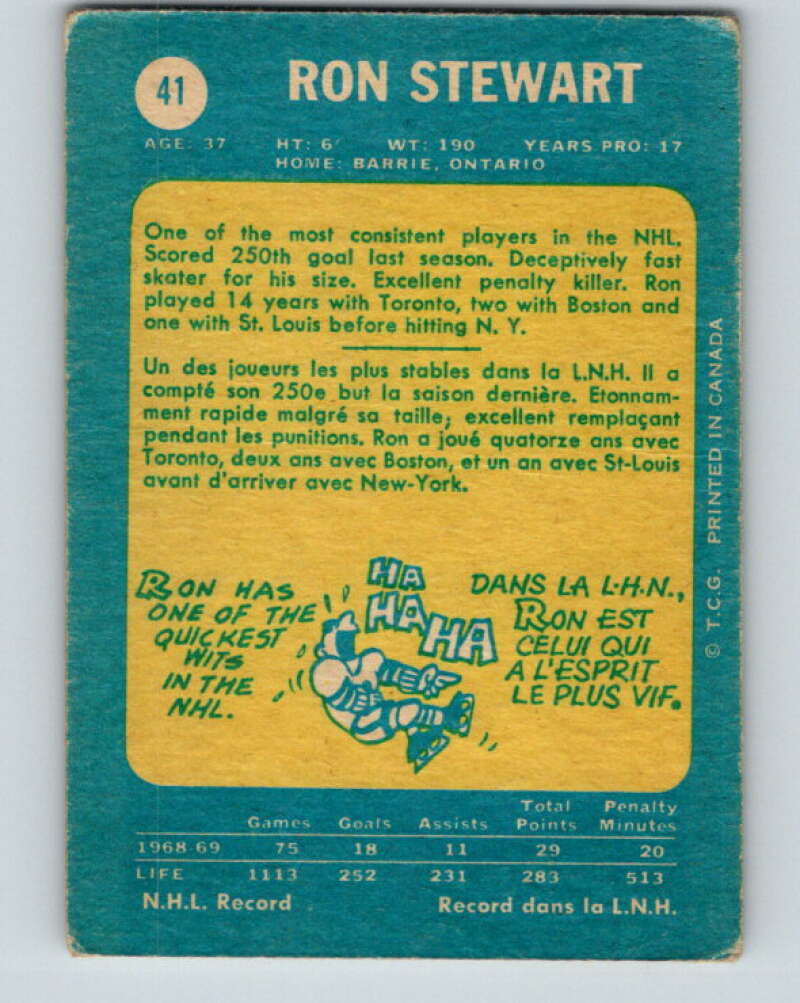 41
RON STEWART
AGE: 37 HT: 6' WT: 190 YEARS PRO: 17
HOME: BARRIE, ONTARIO
One of the most consistent players in the NHL.
Scored 250th goal last season. Deceptively fast
skater for his size. Excellent penalty killer. Ron
played 14 years with Toronto, two with Boston and
one with St. Louis before hitting N. Y.
Un des joueurs les plus stables dans la L.N.H. Il a
compté son 250e but la saison dernière. Etonnam-
ment rapide malgré sa taille; excellent remplaçant
pendant les punitions. Ron a joué quatorze ans avec
Toronto, deux ans avec Boston, et un an avec St-Louis
avant d'arriver avec New-York.
RON HAS
ONE OF THE
QUICKEST
WITS
IN THE
NHL.
HA
HA HA
DANS LA L.H.N.,
RON EST
CELUI QUI
A L'ESPRIT
LE PLUS VIF.
© T.C.G. PRINTED IN CANADA
Total Penalty
Games Goals Assists Points Minutes
1968-69 75 18 11 29 20
LIFE 1113 252 231 283 513
N.H.L. Record Record dans la L.N.H.